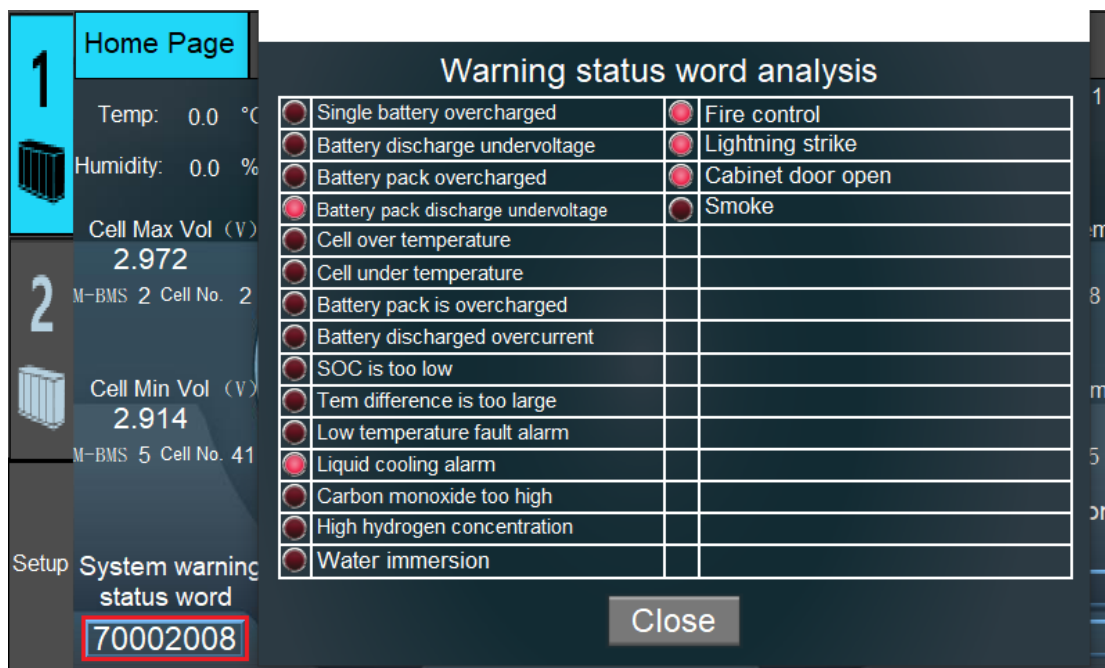 1
Home Page
Temp: 0.0 °C
Humidity: 0.0 %
Cell Max Vol (V)
2.972
M-BMS 2 Cell No. 2
2
Cell Min Vol (V)
2.914
M-BMS 5 Cell No. 41
Setup
System warning
status word
70002008
Warning status word analysis
Single battery overcharged
Battery discharge undervoltage
Battery pack overcharged
Battery pack discharge undervoltage
Cell over temperature
Cell under temperature
Battery pack is overcharged
Battery discharged overcurrent
SOC is too low
Tem difference is too large
Low temperature fault alarm
Liquid cooling alarm
Carbon monoxide too high
High hydrogen concentration
Water immersion
Fire control
Lightning strike
Cabinet door open
Smoke
Close
1
8